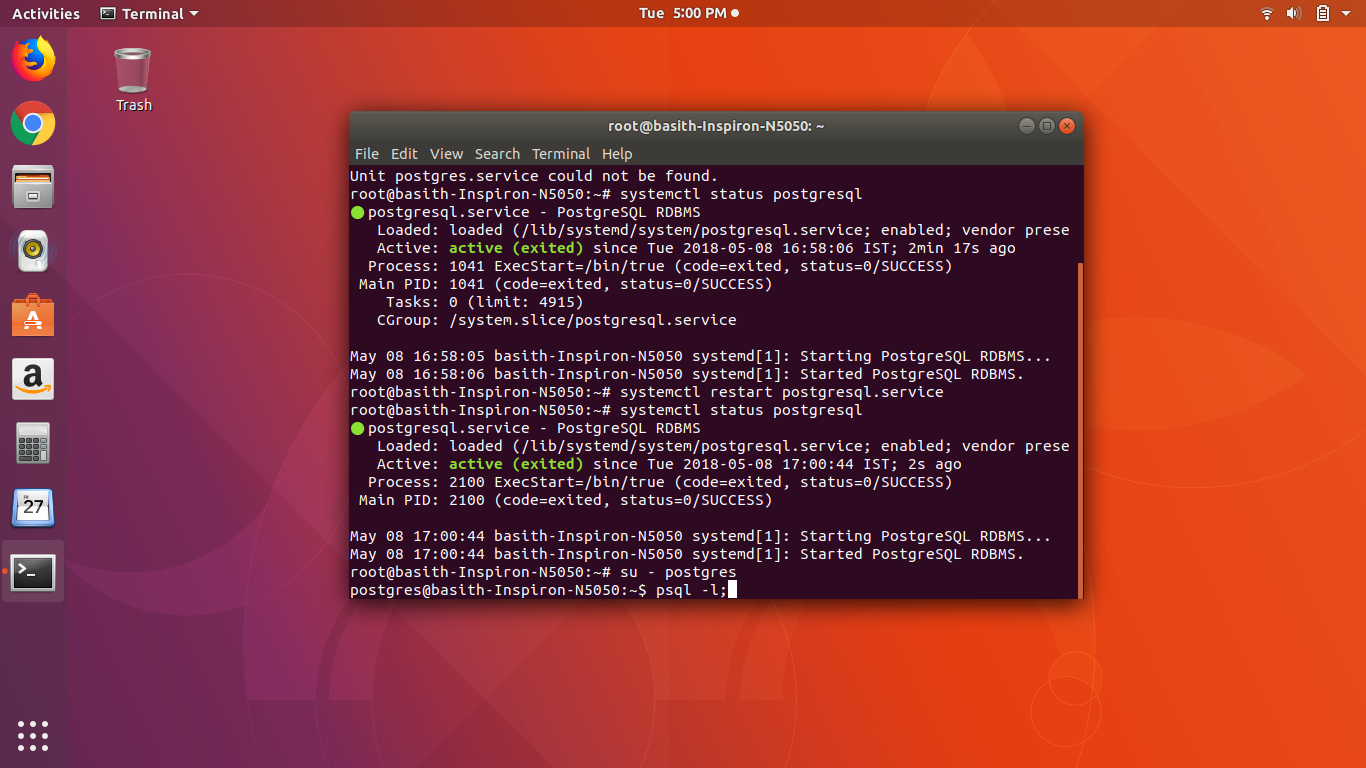 Activities Terminal Tue 5:00 PM
Trash
root@basith-Inspiron-N5050: ~
File Edit View Search Terminal Help
Unit postgres.service could not be found.
root@basith-Inspiron-N5050:~# systemctl status postgresql
● postgresql.service - PostgreSQL RDBMS
   Loaded: loaded (/lib/systemd/system/postgresql.service; enabled; vendor prese
   Active: active (exited) since Tue 2018-05-08 16:58:06 IST; 2min 17s ago
  Process: 1041 ExecStart=/bin/true (code=exited, status=0/SUCCESS)
 Main PID: 1041 (code=exited, status=0/SUCCESS)
    Tasks: 0 (limit: 4915)
   CGroup: /system.slice/postgresql.service
May 08 16:58:05 basith-Inspiron-N5050 systemd[1]: Starting PostgreSQL RDBMS...
May 08 16:58:06 basith-Inspiron-N5050 systemd[1]: Started PostgreSQL RDBMS.
root@basith-Inspiron-N5050:~# systemctl restart postgresql.service
root@basith-Inspiron-N5050:~# systemctl status postgresql
● postgresql.service - PostgreSQL RDBMS
   Loaded: loaded (/lib/systemd/system/postgresql.service; enabled; vendor prese
   Active: active (exited) since Tue 2018-05-08 17:00:44 IST; 2s ago
  Process: 2100 ExecStart=/bin/true (code=exited, status=0/SUCCESS)
 Main PID: 2100 (code=exited, status=0/SUCCESS)
May 08 17:00:44 basith-Inspiron-N5050 systemd[1]: Starting PostgreSQL RDBMS...
May 08 17:00:44 basith-Inspiron-N5050 systemd[1]: Started PostgreSQL RDBMS.
root@basith-Inspiron-N5050:~# su - postgres
postgres@basith-Inspiron-N5050:~$ psql -l;
a
27
>_